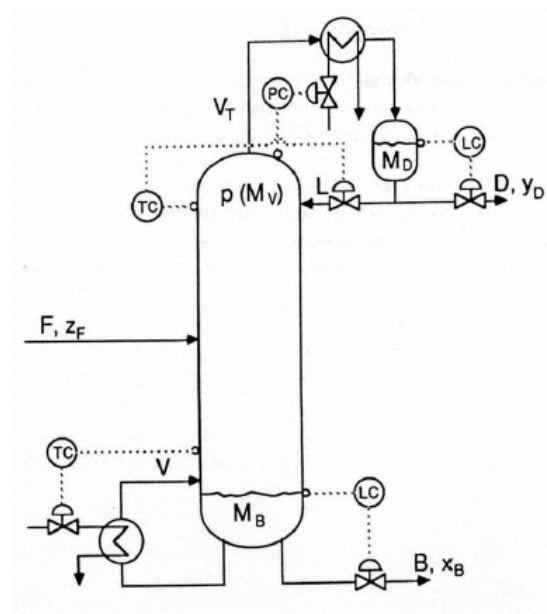 PC
V_T
LC
M_D
D, y_D
L
p (M_V)
TC
F, z_F
TC
V
LC
M_B
B, x_B